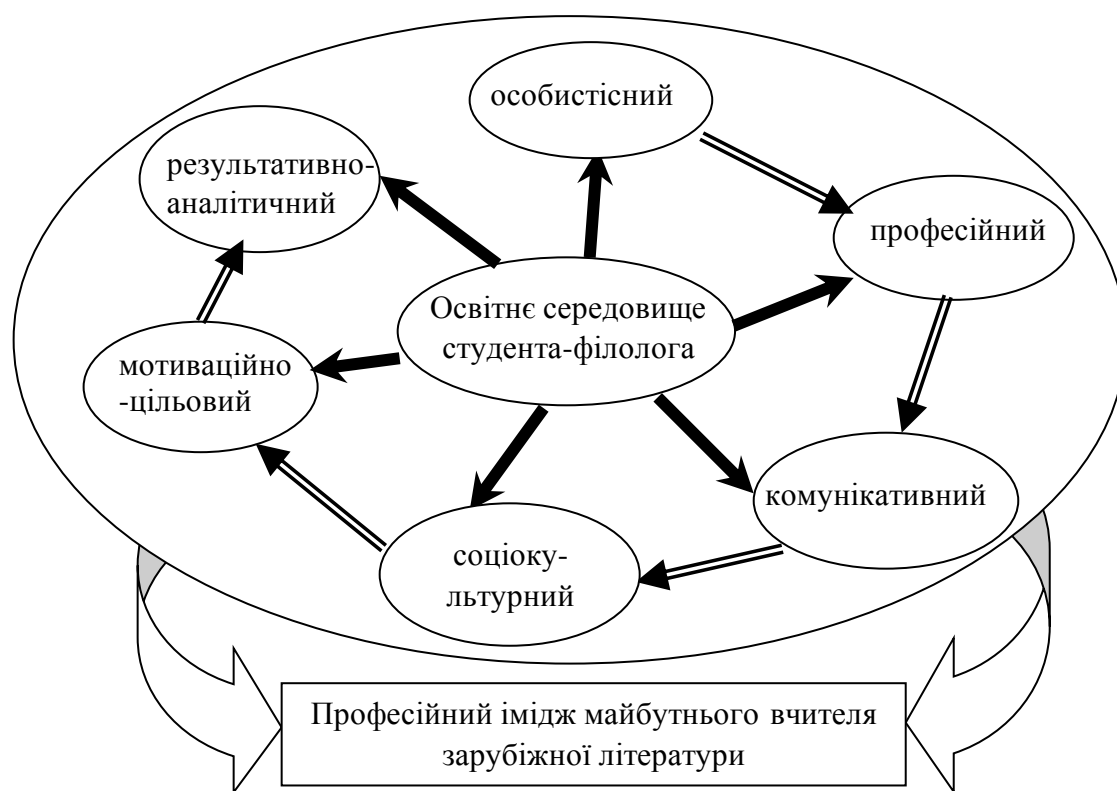 особистісний
результативно-
аналітичний
професійний
Освітнє середовище
студента-філолога
мотиваційно
-цільовий
комунікативний
соціоку-
льтурний
Професійний імідж майбутнього вчителя
зарубіжної літератури